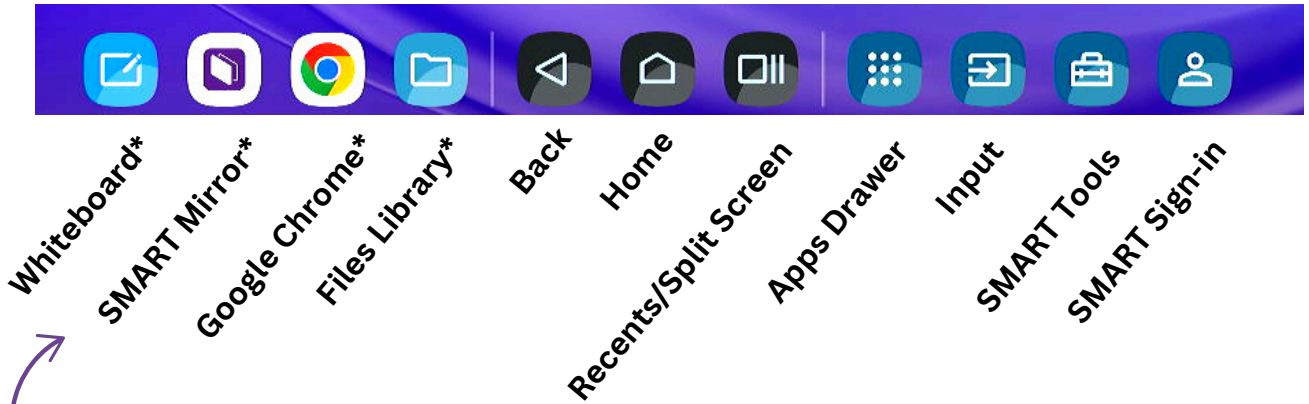 Whiteboard*
SMART Mirror*
Google Chrome*
Files Library*
Back
Home
Recents/Split Screen
Apps Drawer
Input
SMART Tools
SMART Sign-in